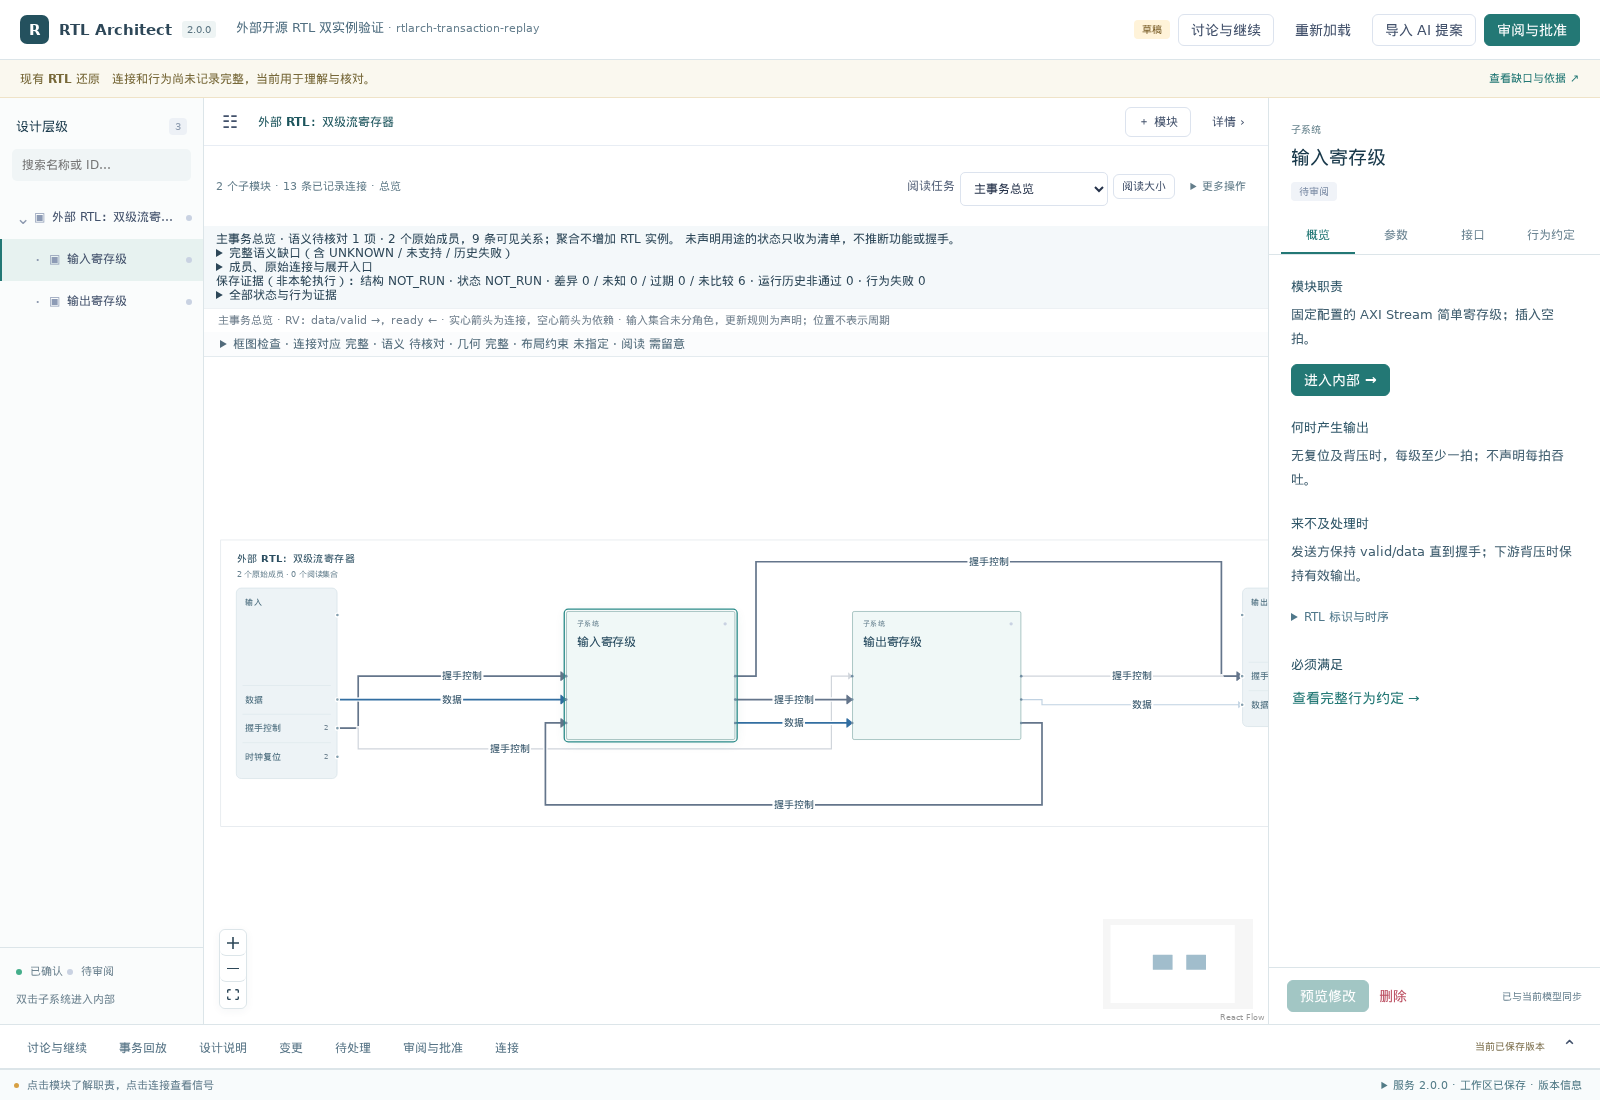 R RTL Architect 2.0.0 外部开源 RTL 双实例验证 · rtlarch-transaction-replay 草稿 讨论与继续 重新加载 导入 AI 提案 审阅与批准
现有 RTL 还原 连接和行为尚未记录完整，当前用于理解与核对。 查看缺口与依据 ↗
设计层级 3
搜索名称或 ID...
⌄ ▣ 外部 RTL：双级流寄...
· ▣ 输入寄存级
· ▣ 输出寄存级
已确认 待审阅
双击子系统进入内部
外部 RTL：双级流寄存器 + 模块 详情 ›
2 个子模块 · 13 条已记录连接 · 总览 阅读任务 主事务总览 阅读大小 ▶ 更多操作
主事务总览 · 语义待核对 1 项 · 2 个原始成员，9 条可见关系；聚合不增加 RTL 实例。 未声明用途的状态只收为清单，不推断功能或握手。
▶ 完整语义缺口（含 UNKNOWN / 未支持 / 历史失败）
▶ 成员、原始连接与展开入口
保存证据（非本轮执行）：结构 NOT_RUN · 状态 NOT_RUN · 差异 0 / 未知 0 / 过期 0 / 未比较 6 · 运行历史非通过 0 · 行为失败 0
▶ 全部状态与行为证据
主事务总览 · RV：data/valid →，ready ← · 实心箭头为连接，空心箭头为依赖 · 输入集合未分角色，更新规则为声明；位置不表示周期
▶ 框图检查 · 连接对应 完整 · 语义 待核对 · 几何 完整 · 布局约束 未指定 · 阅读 需留意
外部 RTL：双级流寄存器
2 个原始成员 · 0 个阅读集合
输入
数据
握手控制 2
时钟复位 2
子系统
输入寄存级
子系统
输出寄存级
输出
握手
数据
握手控制
握手控制
数据
握手控制
数据
握手控制
握手控制
数据
握手控制
React Flow
子系统
输入寄存级
待审阅
概览 参数 接口 行为约定
模块职责
固定配置的 AXI Stream 简单寄存级；插入空
拍。
进入内部 →
何时产生输出
无复位及背压时，每级至少一拍；不声明每拍吞
吐。
来不及处理时
发送方保持 valid/data 直到握手；下游背压时保
持有效输出。
▶ RTL 标识与时序
必须满足
查看完整行为约定 →
预览修改 删除 已与当前模型同步
讨论与继续 事务回放 设计说明 变更 待处理 审阅与批准 连接 当前已保存版本
点击模块了解职责，点击连接查看信号 ▶ 服务 2.0.0 · 工作区已保存 · 版本信息